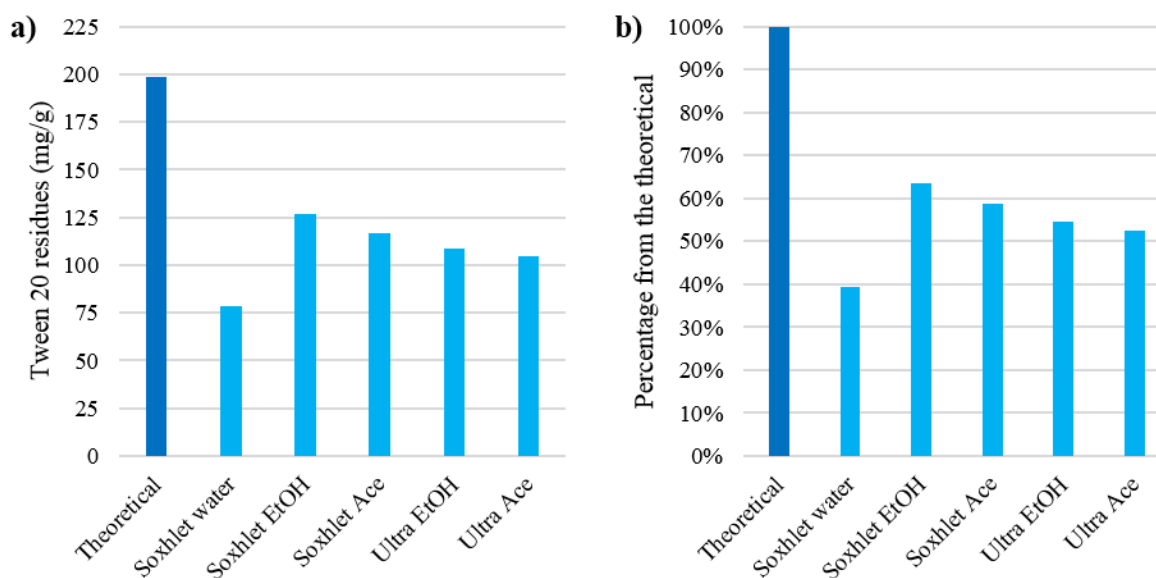 a)
Tween 20 residues (mg/g)
225
200
175
150
125
100
75
50
25
0
Theoretical
Soxhlet water
Soxhlet EtOH
Soxhlet Ace
Ultra EtOH
Ultra Ace
b)
Percentage from the theoretical
100%
90%
80%
70%
60%
50%
40%
30%
20%
10%
0%
Theoretical
Soxhlet water
Soxhlet EtOH
Soxhlet Ace
Ultra EtOH
Ultra Ace